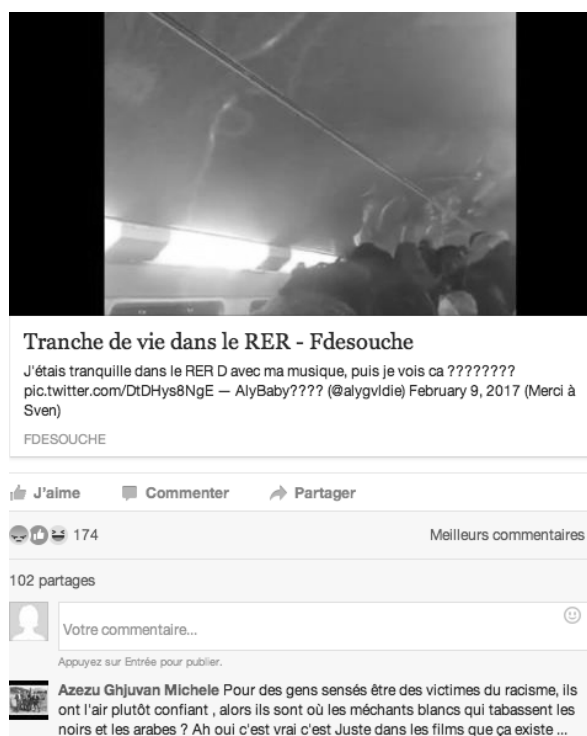 Tranche de vie dans le RER - Fdesouche
J'étais tranquille dans le RER D avec ma musique, puis je vois ca ????????
pic.twitter.com/DtDHys8NgE — AlyBaby???? (@alygvldie) February 9, 2017 (Merci à
Sven)
FDESOUCHE
J'aime Commenter Partager
174 Meilleurs commentaires
102 partages
Votre commentaire...
Appuyez sur Entrée pour publier.
Azezu Ghjuvan Michele Pour des gens sensés être des victimes du racisme, ils
ont l'air plutôt confiant , alors ils sont où les méchants blancs qui tabassent les
noirs et les arabes ? Ah oui c'est vrai c'est Juste dans les films que ça existe ...